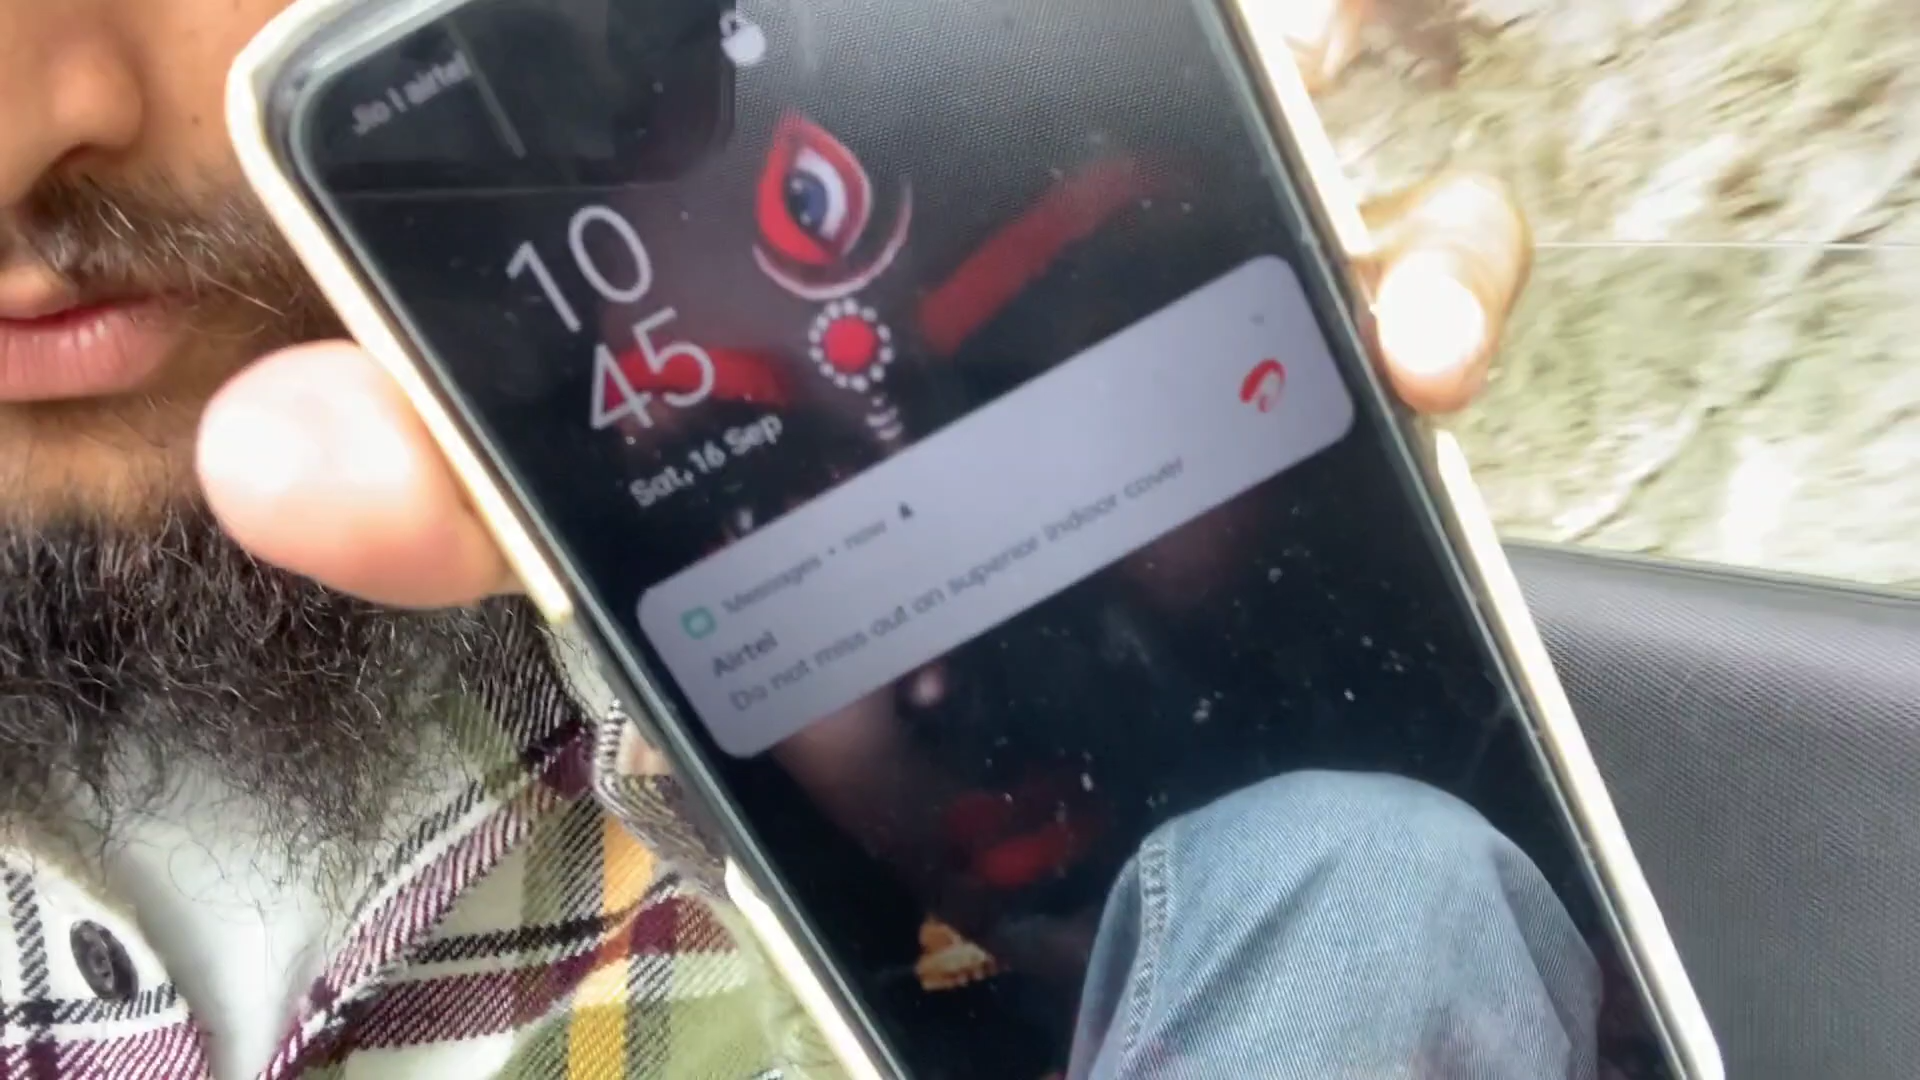 Jio | airtel
10
45
Sat, 16 Sep
Messages • now
Airtel
Do not miss out on superior indoor cover